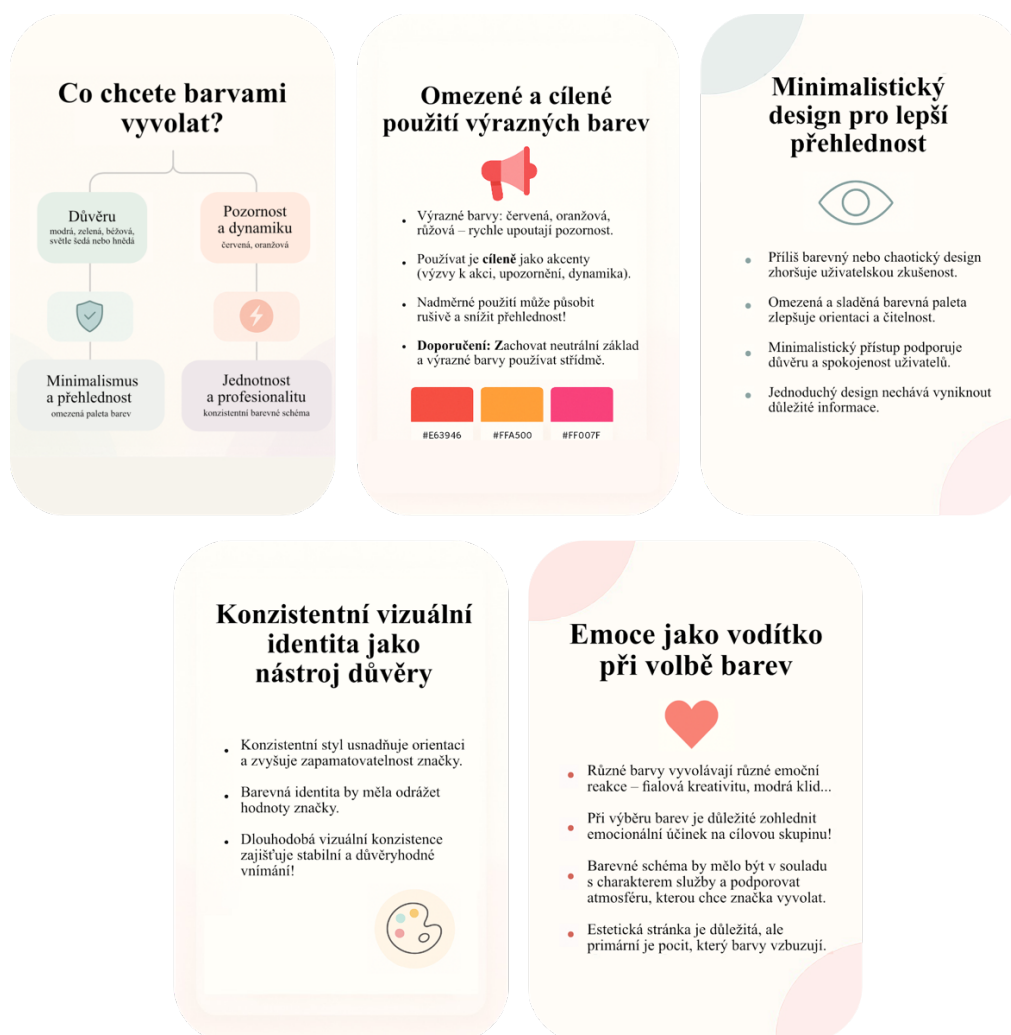 Co chcete barvami
vyvolat?
Důvěru
modrá, zelená, béžová,
světle šedá nebo hnědá
Pozornost
a dynamiku
červená, oranžová
Minimalismus
a přehlednost
omezená paleta barev
Jednotnost
a profesionalitu
konzistentní barevné schéma
Omezené a cílené
použití výrazných barev
• Výrazné barvy: červená, oranžová,
růžová – rychle upoutají pozornost.
• Používat je cíleně jako akcenty
(výzvy k akci, upozornění, dynamika).
• Nadměrné použití může působit
rušivě a snížit přehlednost!
• Doporučení: Zachovat neutrální základ
a výrazné barvy používat střídmě.
#E63946 #FFA500 #FF007F
Minimalistický
design pro lepší
přehlednost
• Příliš barevný nebo chaotický design
zhoršuje uživatelskou zkušenost.
• Omezená a sladěná barevná paleta
zlepšuje orientaci a čitelnost.
• Minimalistický přístup podporuje
důvěru a spokojenost uživatelů.
• Jednoduchý design nechává vyniknout
důležité informace.
Konzistentní vizuální
identita jako
nástroj důvěry
• Konzistentní styl usnadňuje orientaci
a zvyšuje zapamatovatelnost značky.
• Barevná identita by měla odrážet
hodnoty značky.
• Dlouhodobá vizuální konzistence
zajišťuje stabilní a důvěryhodné
vnímání!
Emoce jako vodítko
při volbě barev
• Různé barvy vyvolávají různé emoční
reakce – fialová kreativitu, modrá klid...
• Při výběru barev je důležité zohlednit
emocionální účinek na cílovou skupinu!
• Barevné schéma by mělo být v souladu
s charakterem služby a podporovat
atmosféru, kterou chce značka vyvolat.
• Estetická stránka je důležitá, ale
primární je pocit, který barvy vzbuzují.